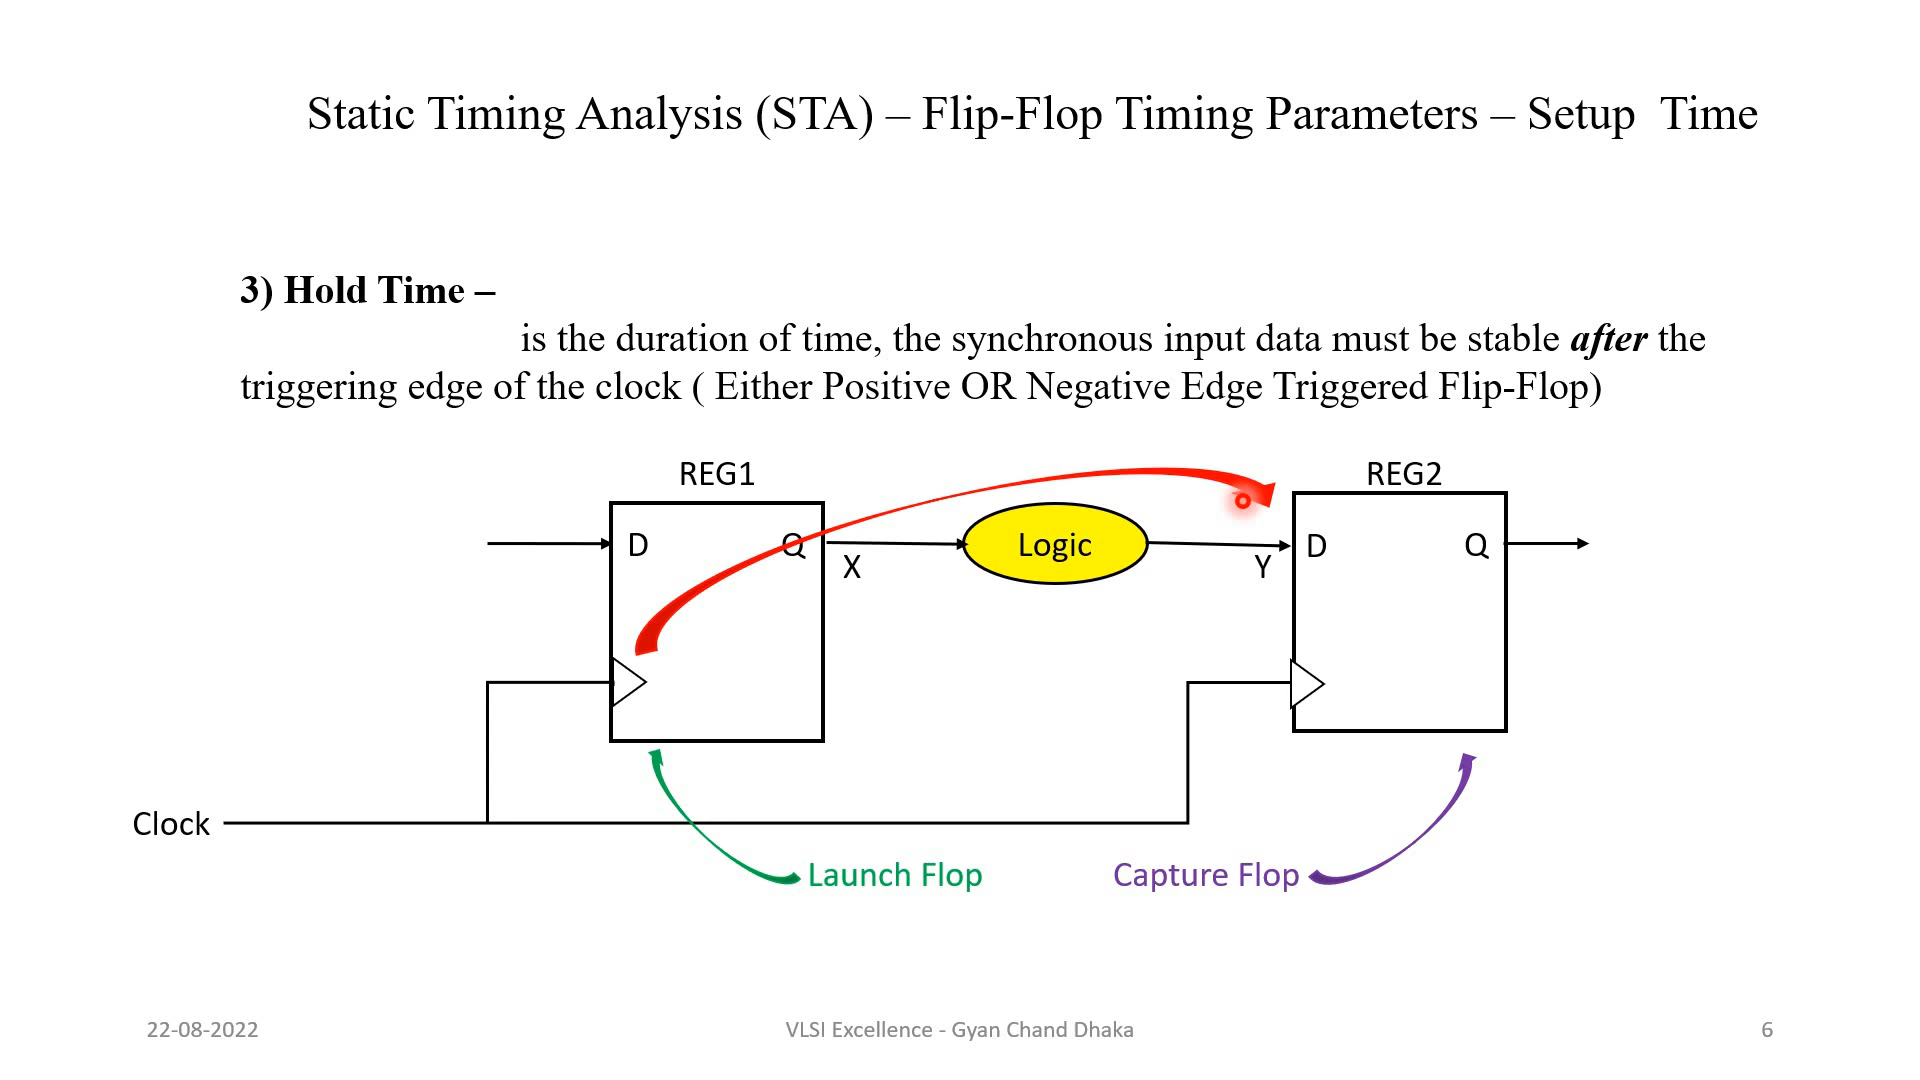 Static Timing Analysis (STA) – Flip-Flop Timing Parameters – Setup  Time
3) Hold Time –
is the duration of time, the synchronous input data must be stable after the
triggering edge of the clock ( Either Positive OR Negative Edge Triggered Flip-Flop)
REG1
REG2
D
Q
X
Logic
Y
D
Q
Clock
Launch Flop
Capture Flop
22-08-2022
VLSI Excellence - Gyan Chand Dhaka
6